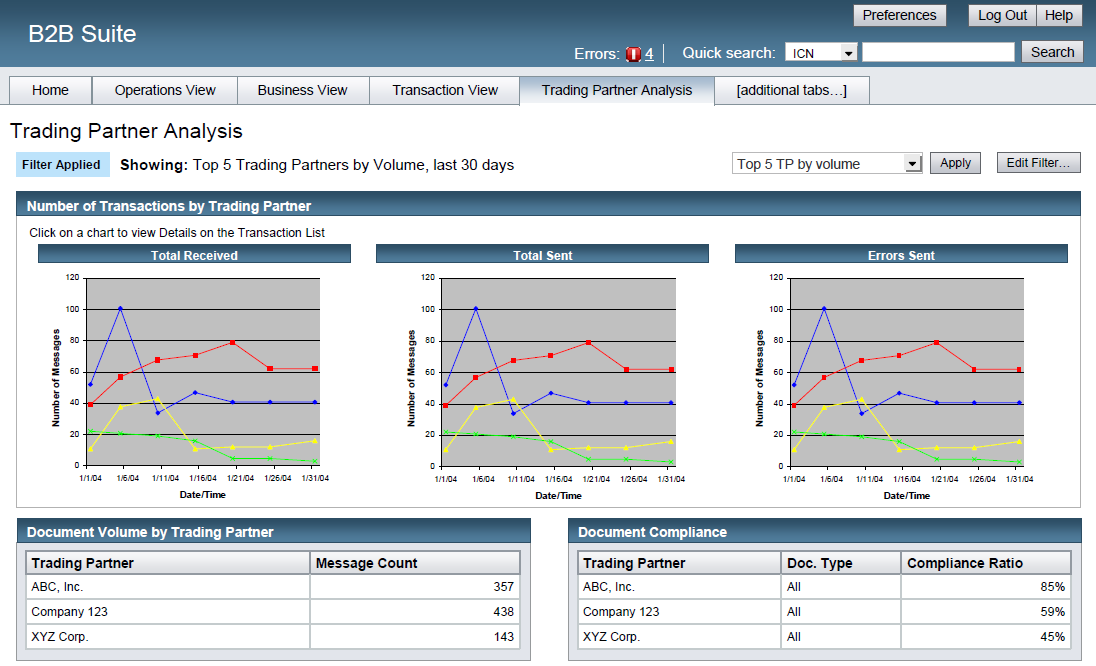 Preferences Log Out Help
B2B Suite
Errors: 4 Quick search: ICN Search
Home Operations View Business View Transaction View Trading Partner Analysis [additional tabs...]
Trading Partner Analysis
Filter Applied Showing: Top 5 Trading Partners by Volume, last 30 days Top 5 TP by volume Apply Edit Filter...
Number of Transactions by Trading Partner
Click on a chart to view Details on the Transaction List
Total Received
120
100
80
60
40
20
0
Number of Messages
1/1/04 1/6/04 1/11/04 1/16/04 1/21/04 1/26/04 1/31/04
Date/Time
Total Sent
120
100
80
60
40
20
0
Number of Messages
1/1/04 1/6/04 1/11/04 1/16/04 1/21/04 1/26/04 1/31/04
Date/Time
Errors Sent
120
100
80
60
40
20
0
Number of Messages
1/1/04 1/6/04 1/11/04 1/16/04 1/21/04 1/26/04 1/31/04
Date/Time
Document Volume by Trading Partner
Trading Partner Message Count
ABC, Inc. 357
Company 123 438
XYZ Corp. 143
Document Compliance
Trading Partner Doc. Type Compliance Ratio
ABC, Inc. All 85%
Company 123 All 59%
XYZ Corp. All 45%